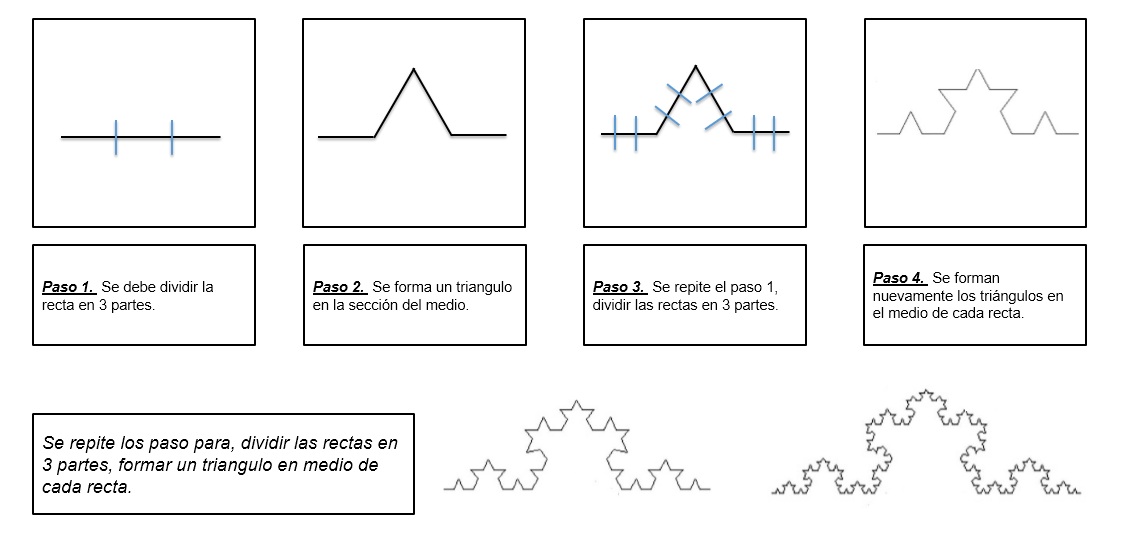 Paso 1. Se debe dividir la
recta en 3 partes.
Paso 2. Se forma un triangulo
en la sección del medio.
Paso 3. Se repite el paso 1,
dividir las rectas en 3 partes.
Paso 4. Se forman
nuevamente los triángulos en
el medio de cada recta.
Se repite los paso para, dividir las rectas en
3 partes, formar un triangulo en medio de
cada recta.